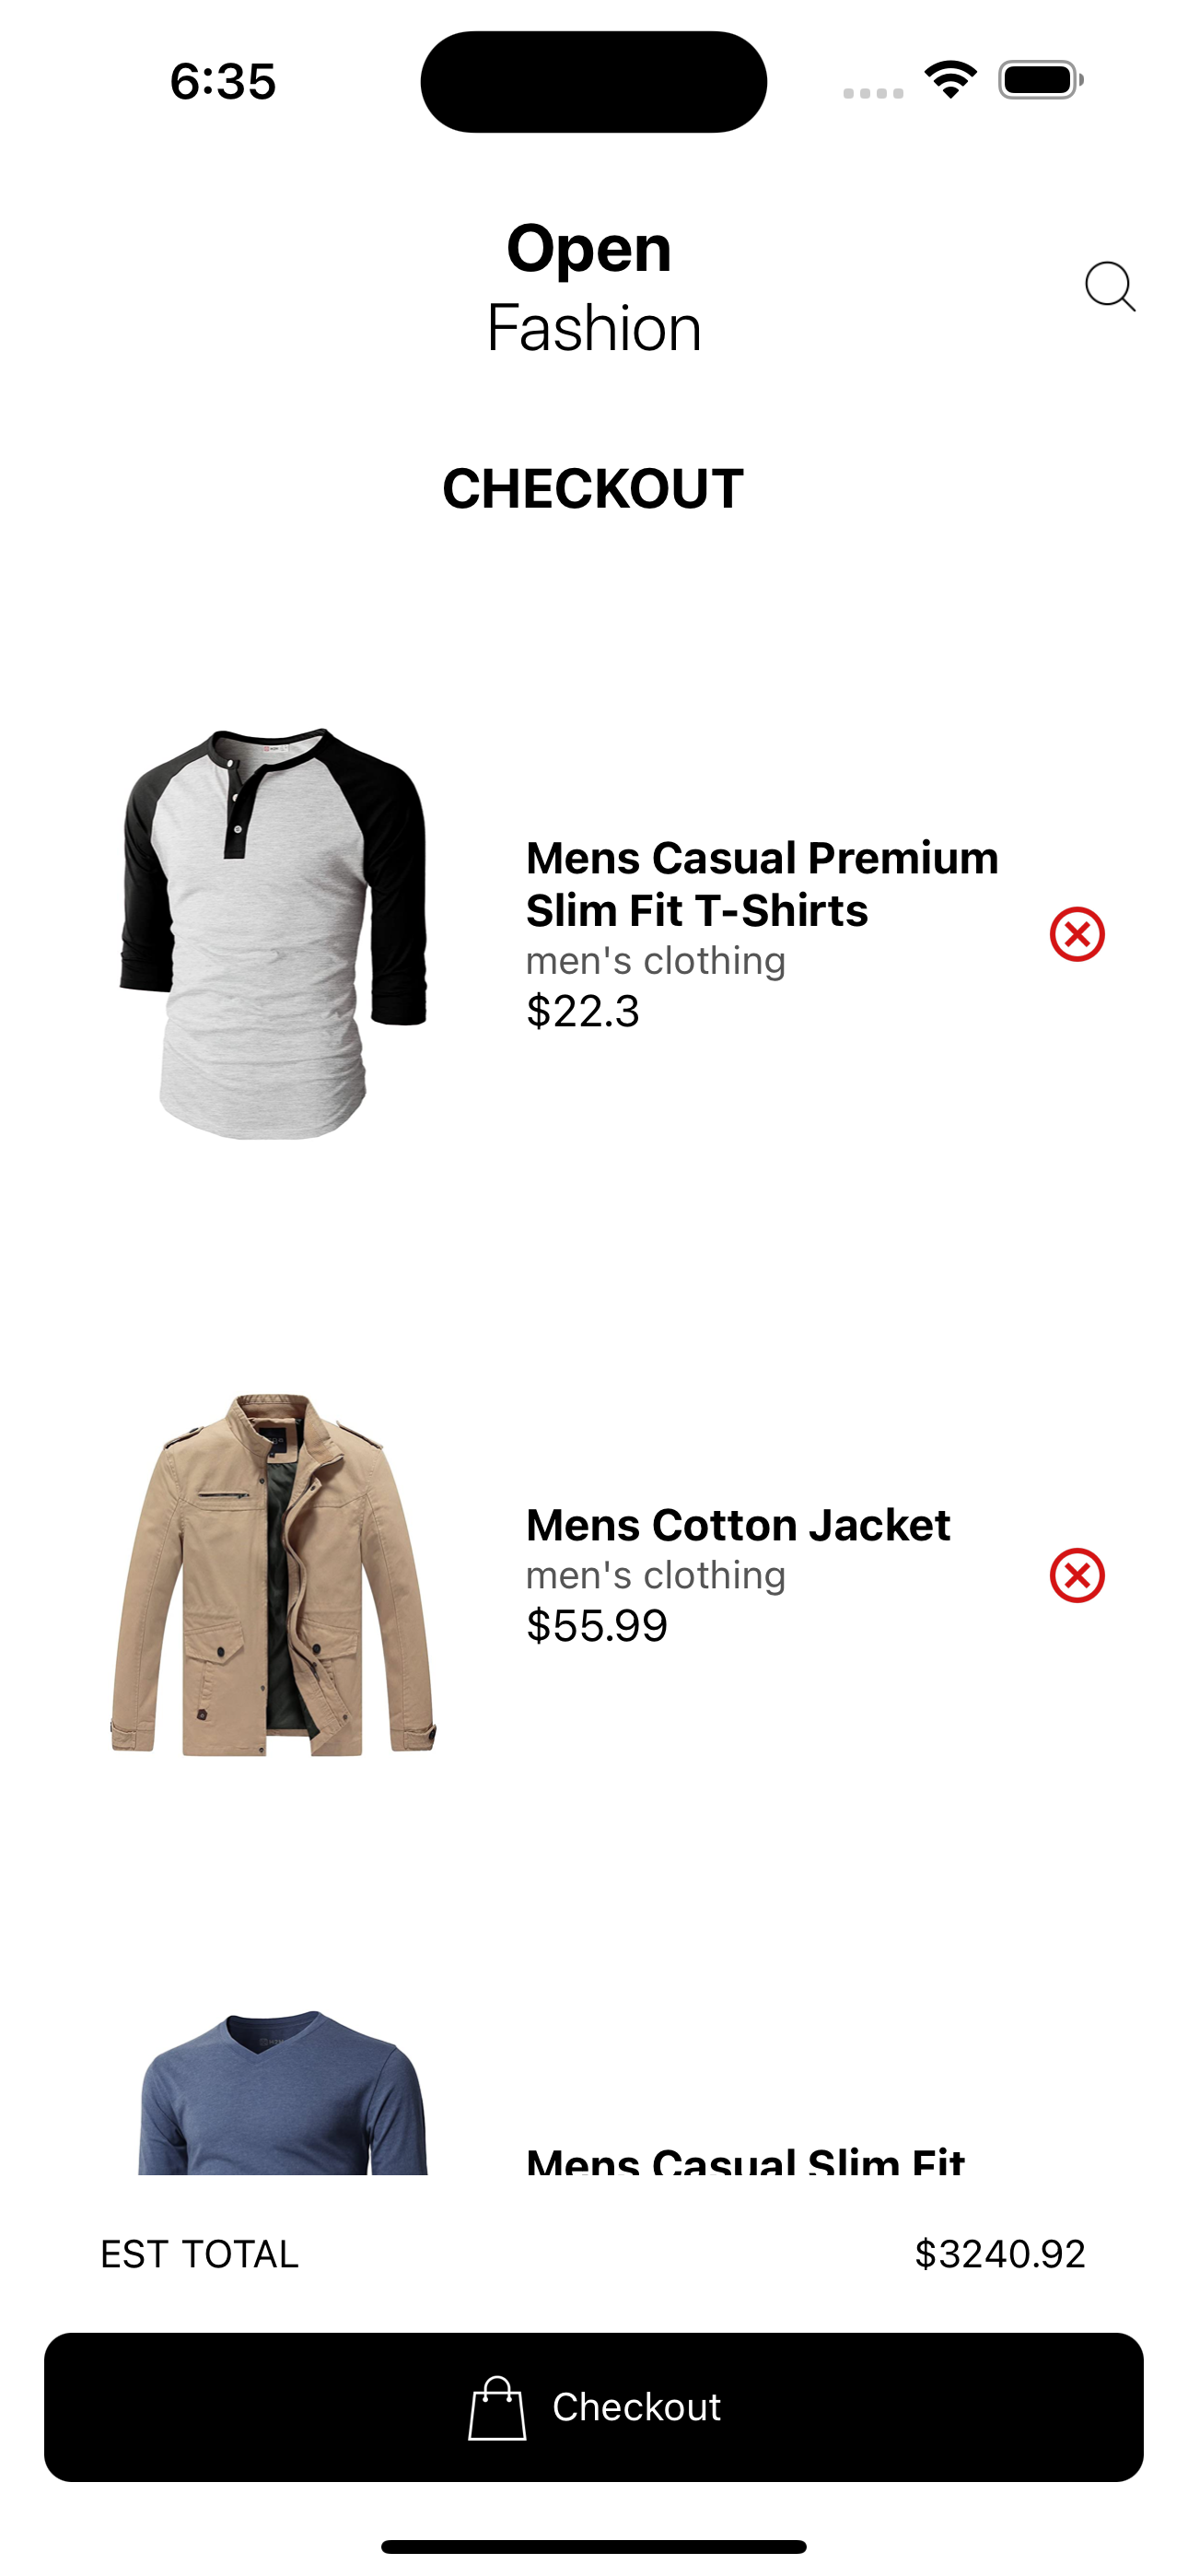 6:35
Open
Fashion
CHECKOUT
Mens Casual Premium
Slim Fit T-Shirts
men's clothing
$22.3
Mens Cotton Jacket
men's clothing
$55.99
Mens Casual Slim Fit
EST TOTAL
$3240.92
Checkout